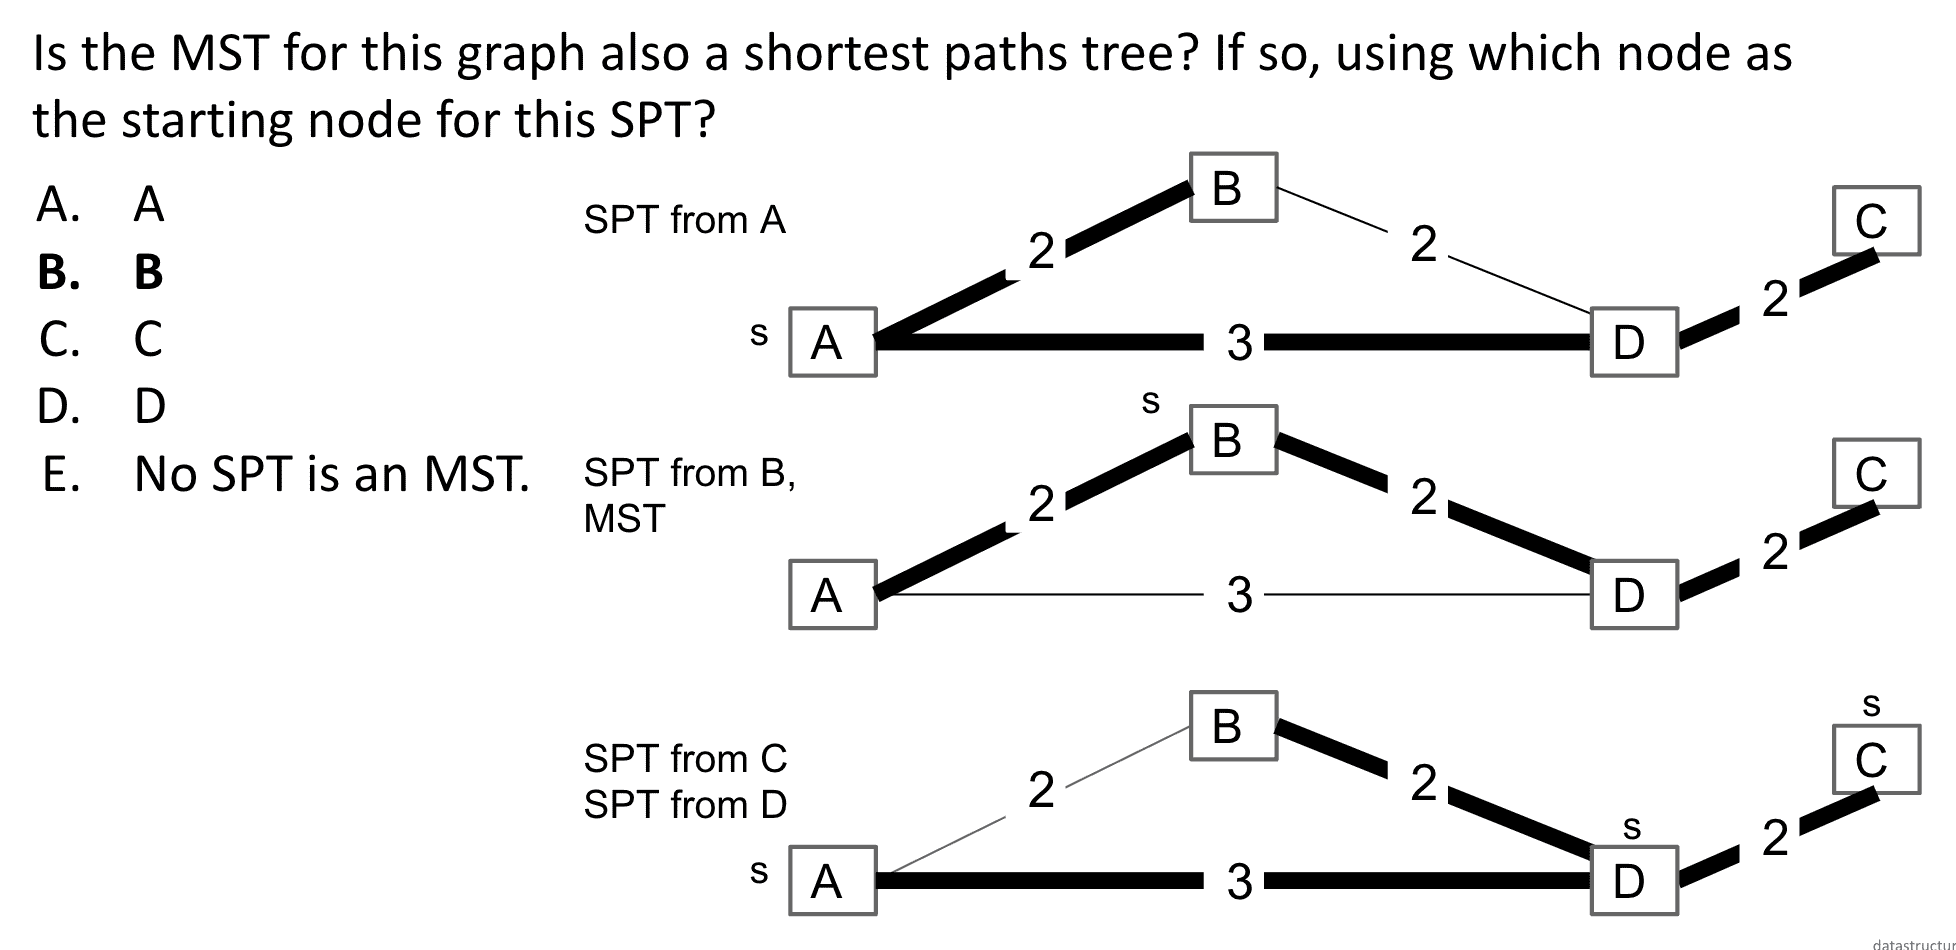 Is the MST for this graph also a shortest paths tree? If so, using which node as
the starting node for this SPT?
A. A
B. B
C. C
D. D
E. No SPT is an MST.
SPT from A
s
A
B
C
D
2
2
2
3
SPT from B,
MST
s
A
B
C
D
2
2
2
3
SPT from C
SPT from D
s
s
s
A
B
C
D
2
2
2
3
datastructur